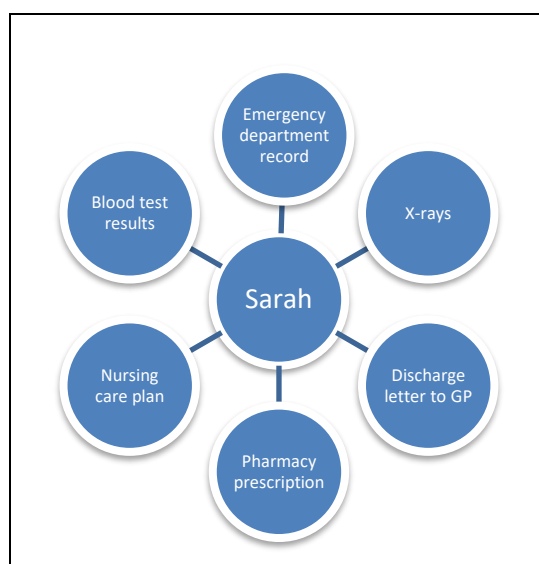 Emergency
department
record
Blood test
results
X-rays
Sarah
Nursing
care plan
Discharge
letter to GP
Pharmacy
prescription